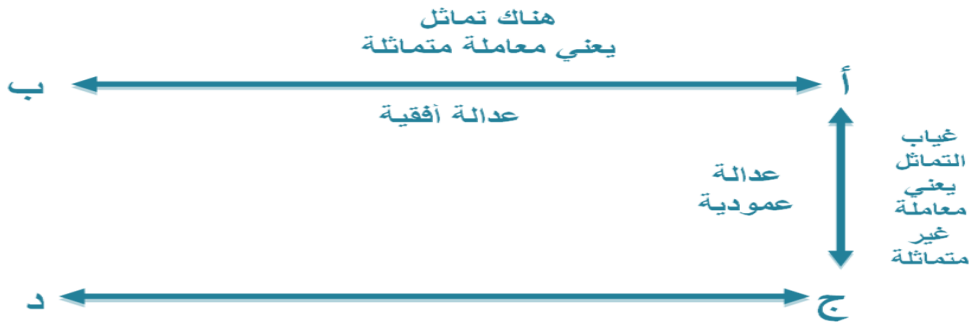 هناك تماثل
يعني معاملة متماثلة
أ
ب
عدالة أفقية
غياب
التماثل
يعني
معاملة
غير
متماثلة
عدالة
عمودية
ج
د